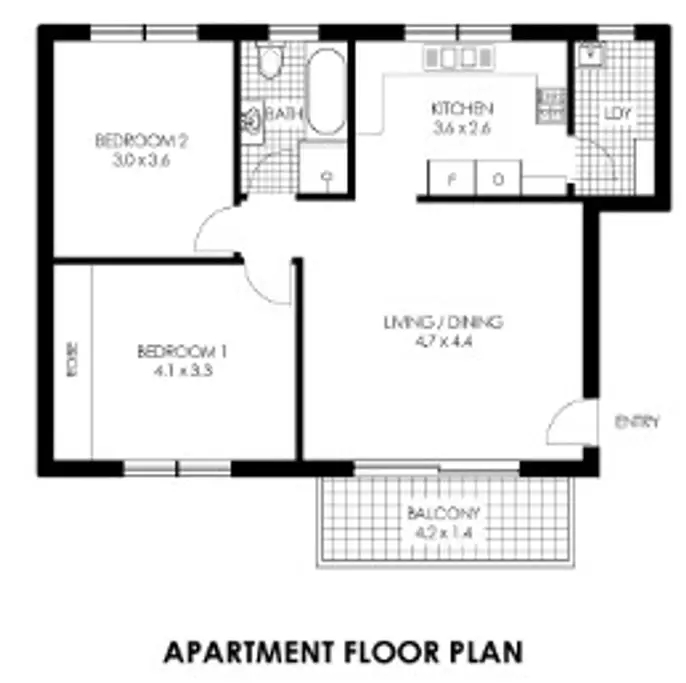 BEDROOM 2
3.0 x 3.6
BATH
KITCHEN
3.6 x 2.6
LDY
F
O
ROBE
BEDROOM 1
4.1 x 3.3
LIVING / DINING
4.7 x 4.4
ENTRY
BALCONY
4.2 x 1.4
APARTMENT FLOOR PLAN